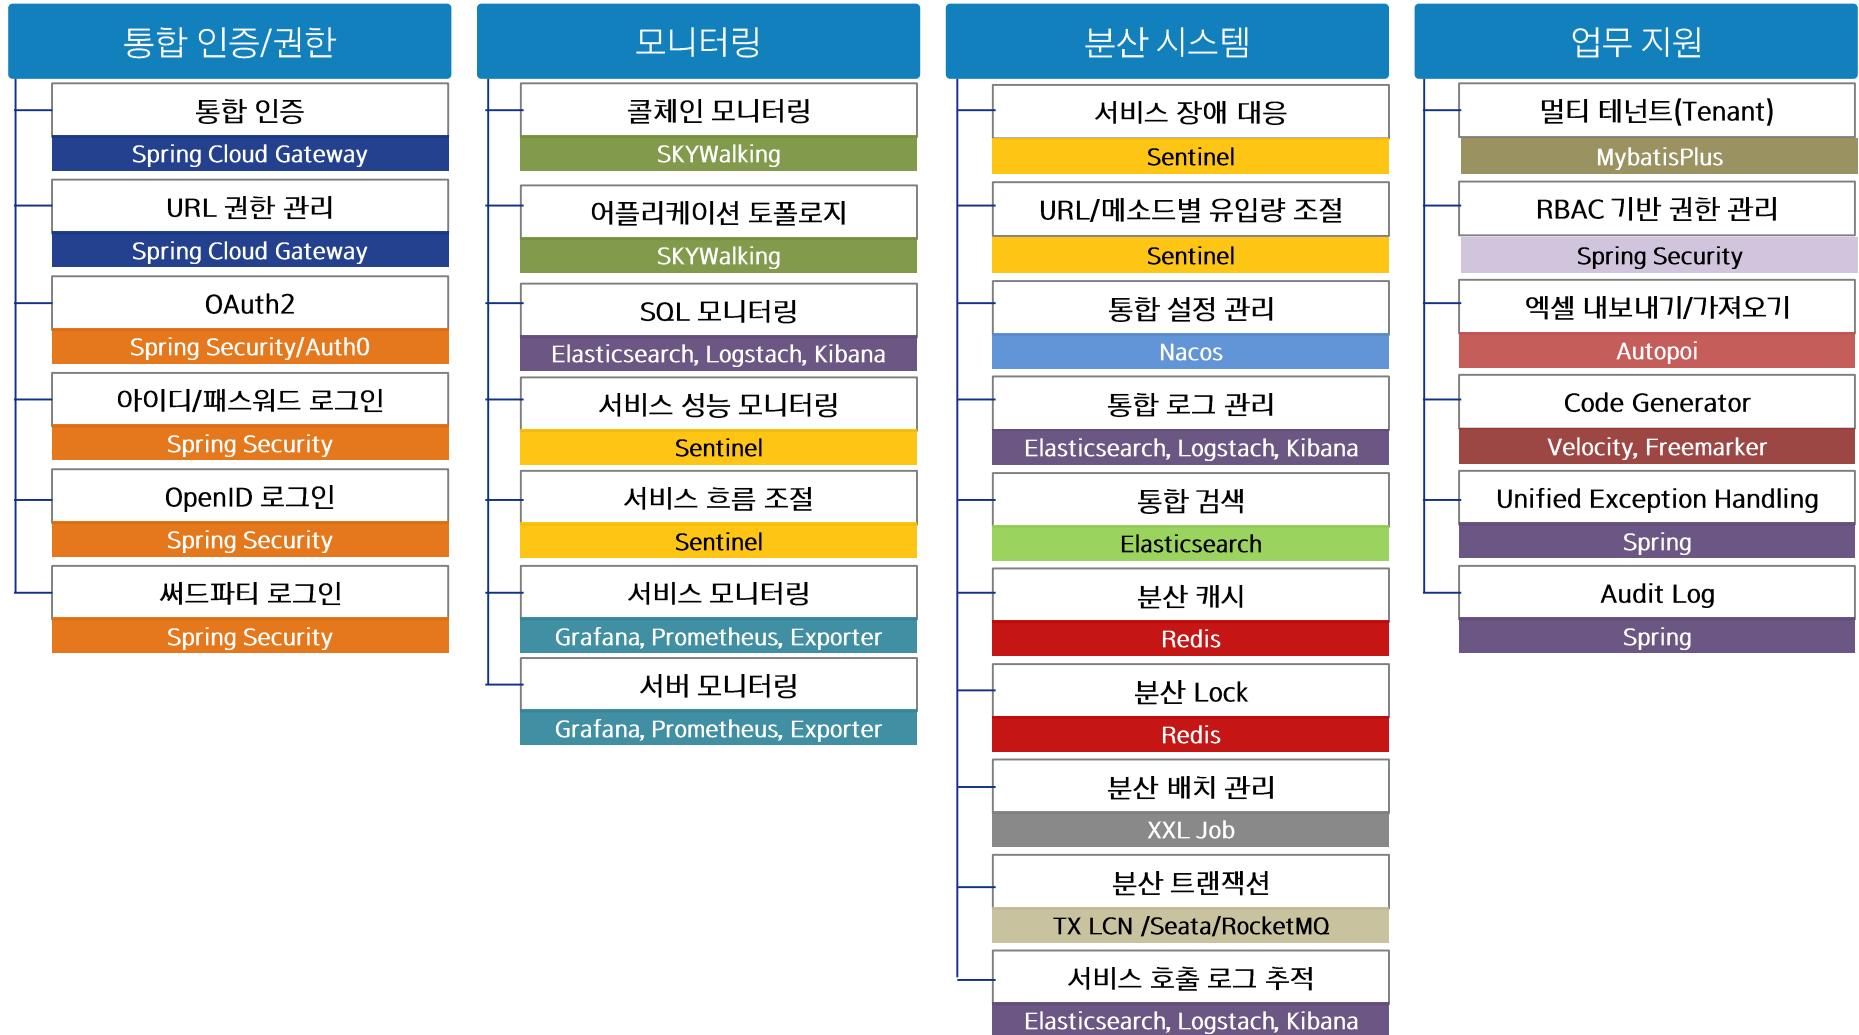 통합 인증/권한
통합 인증
Spring Cloud Gateway
URL 권한 관리
Spring Cloud Gateway
OAuth2
Spring Security/Auth0
아이디/패스워드 로그인
Spring Security
OpenID 로그인
Spring Security
써드파티 로그인
Spring Security
모니터링
콜체인 모니터링
SKYWalking
어플리케이션 토폴로지
SKYWalking
SQL 모니터링
Elasticsearch, Logstach, Kibana
서비스 성능 모니터링
Sentinel
서비스 흐름 조절
Sentinel
서비스 모니터링
Grafana, Prometheus, Exporter
서버 모니터링
Grafana, Prometheus, Exporter
분산 시스템
서비스 장애 대응
Sentinel
URL/메소드별 유입량 조절
Sentinel
통합 설정 관리
Nacos
통합 로그 관리
Elasticsearch, Logstach, Kibana
통합 검색
Elasticsearch
분산 캐시
Redis
분산 Lock
Redis
분산 배치 관리
XXL Job
분산 트랜잭션
TX LCN /Seata/RocketMQ
서비스 호출 로그 추적
Elasticsearch, Logstach, Kibana
업무 지원
멀티 테넌트(Tenant)
MybatisPlus
RBAC 기반 권한 관리
Spring Security
엑셀 내보내기/가져오기
Autopoi
Code Generator
Velocity, Freemarker
Unified Exception Handling
Spring
Audit Log
Spring